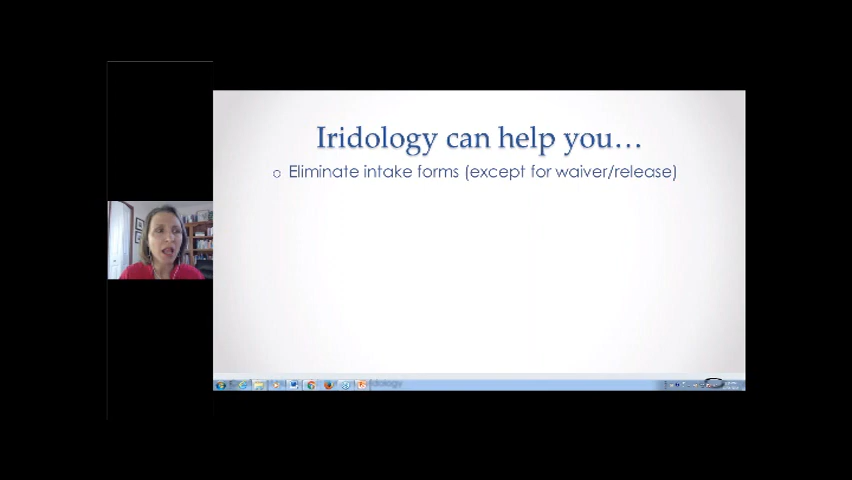 Iridology can help you…
o Eliminate intake forms (except for waiver/release)